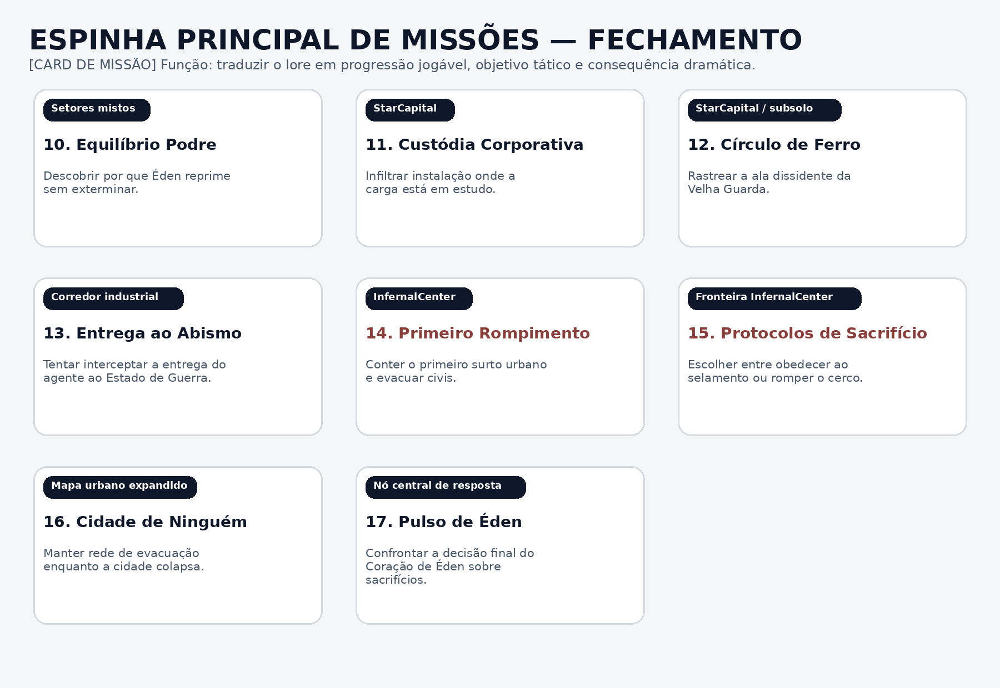 ESPINHA PRINCIPAL DE MISSÕES — FECHAMENTO
[CARD DE MISSÃO] Função: traduzir o lore em progressão jogável, objetivo tático e consequência dramática.
Setores mistos
10. Equilíbrio Podre
Descobrir por que Éden reprime
sem exterminar.
StarCapital
11. Custódia Corporativa
Infiltrar instalação onde a
carga está em estudo.
StarCapital / subsolo
12. Círculo de Ferro
Rastrear a ala dissidente da
Velha Guarda.
Corredor industrial
13. Entrega ao Abismo
Tentar interceptar a entrega do
agente ao Estado de Guerra.
InfernalCenter
14. Primeiro Rompimento
Conter o primeiro surto urbano
e evacuar civis.
Fronteira InfernalCenter
15. Protocolos de Sacrifício
Escolher entre obedecer ao
selamento ou romper o cerco.
Mapa urbano expandido
16. Cidade de Ninguém
Manter rede de evacuação
enquanto a cidade colapsa.
Nó central de resposta
17. Pulso de Éden
Confrontar a decisão final do
Coração de Éden sobre
sacrifícios.